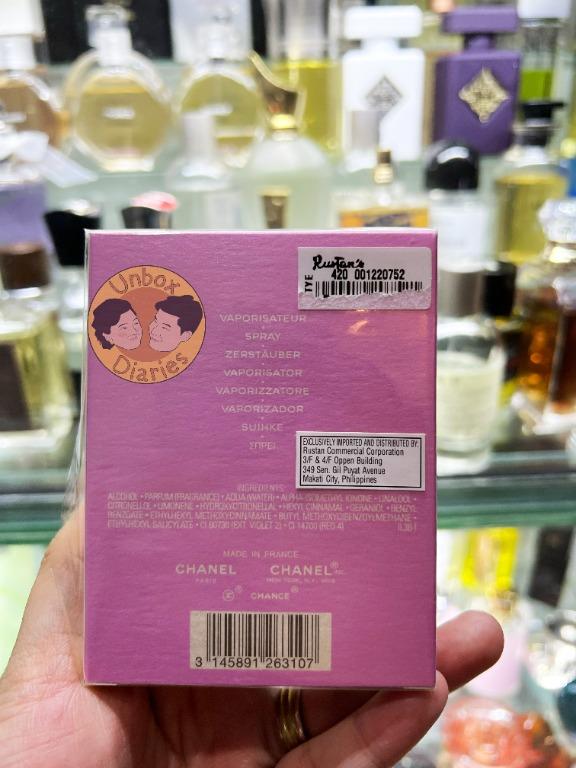 Unbox
Diaries
Rustan's
TYE
420 001220752
VAPORISATEUR
SPRAY
ZERSTÄUBER
VAPORISATOR
VAPORIZZATORE
VAPORIZADOR
SUIHKE
ΣΠΡΕΪ
EXCLUSIVELY IMPORTED AND DISTRIBUTED BY:
Rustan Commercial Corporation
3/F & 4/F Oppen Building
349 Sen. Gil Puyat Avenue
Makati City, Philippines
INGREDIENTS:
ALCOHOL • PARFUM (FRAGRANCE) • AQUA (WATER) • ALPHA-ISOMETHYL IONONE • LINALOOL •
CITRONELLOL • LIMONENE • HYDROXYCITRONELLAL • HEXYL CINNAMAL • GERANIOL • BENZYL
BENZOATE • ETHYLHEXYL METHOXYCINNAMATE • BUTYL METHOXYDIBENZOYLMETHANE •
ETHYLHEXYL SALICYLATE • CI 60730 (EXT. VIOLET 2) • CI 14700 (RED 4)
MADE IN FRANCE
CHANEL CHANEL® INC.
PARIS NEW YORK, N.Y. 10019
CHANCE®
3 145891 263107